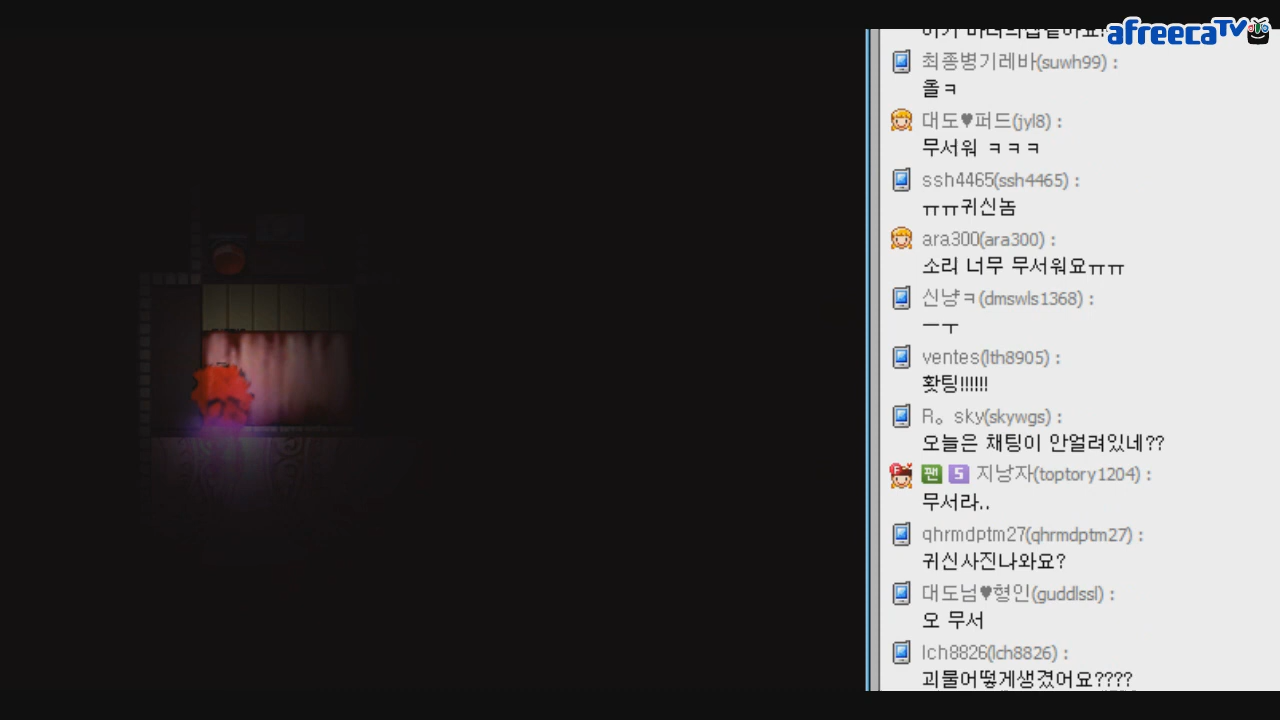 afreecaTV
최종병기레바(suwh99) :
올ㅋ
대도♥퍼드(jyl8) :
무서워 ㅋㅋㅋ
ssh4465(ssh4465) :
ㅠㅠ귀신놈
ara300(ara300) :
소리 너무 무서워요ㅠㅠ
신냥ㅋ(dmswls1368) :
ㅡㅜ
ventes(lth8905) :
홧팅!!!!!!
R。sky(skywgs) :
오늘은 채팅이 안얼려있네??
팬 5 지낭자(toptory1204) :
무서라..
qhrmdptm27(qhrmdptm27) :
귀신사진나와요?
대도님♥형인(guddlssl) :
오 무서
lch8826(lch8826) :
괴물어떻게생겼어요????